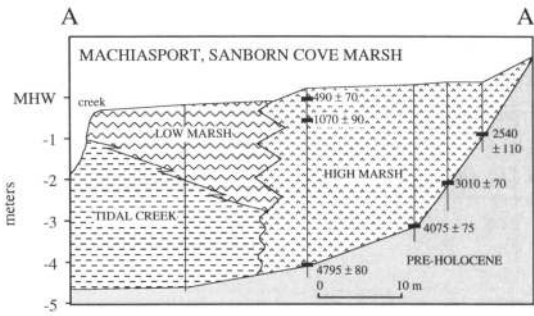 A A
MACHIASPORT, SANBORN COVE MARSH
MHW
creek
490 ± 70
1070 ± 90
-1
LOW MARSH
2540
± 110
meters
-2
HIGH MARSH
3010 ± 70
-3
TIDAL CREEK
4075 ± 75
-4
4795 ± 80
PRE-HOLOCENE
0 10 m
-5